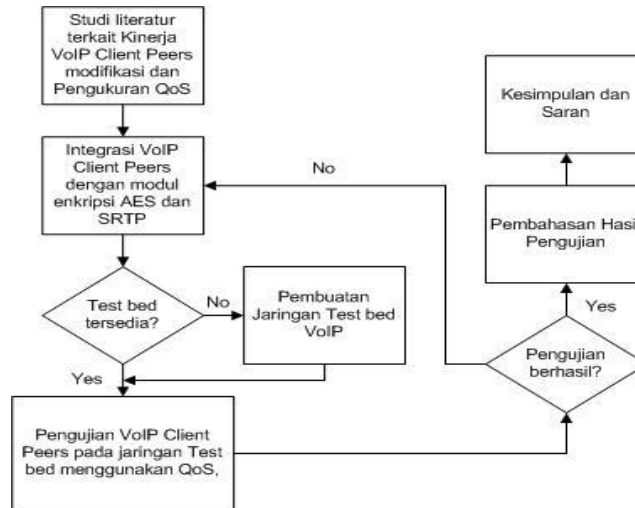 Studi literatur
terkait Kinerja
VoIP Client Peers
modifikasi dan
Pengukuran QoS
Integrasi VoIP
Client Peers
dengan modul
enkripsi AES dan
SRTP
Test bed
tersedia?
No
Pembuatan
Jaringan Test bed
VoIP
Yes
Pengujian VoIP Client
Peers pada jaringan Test
bed menggunakan QoS,
Pengujian
berhasil?
No
Yes
Pembahasan Hasil
Pengujian
Kesimpulan dan
Saran